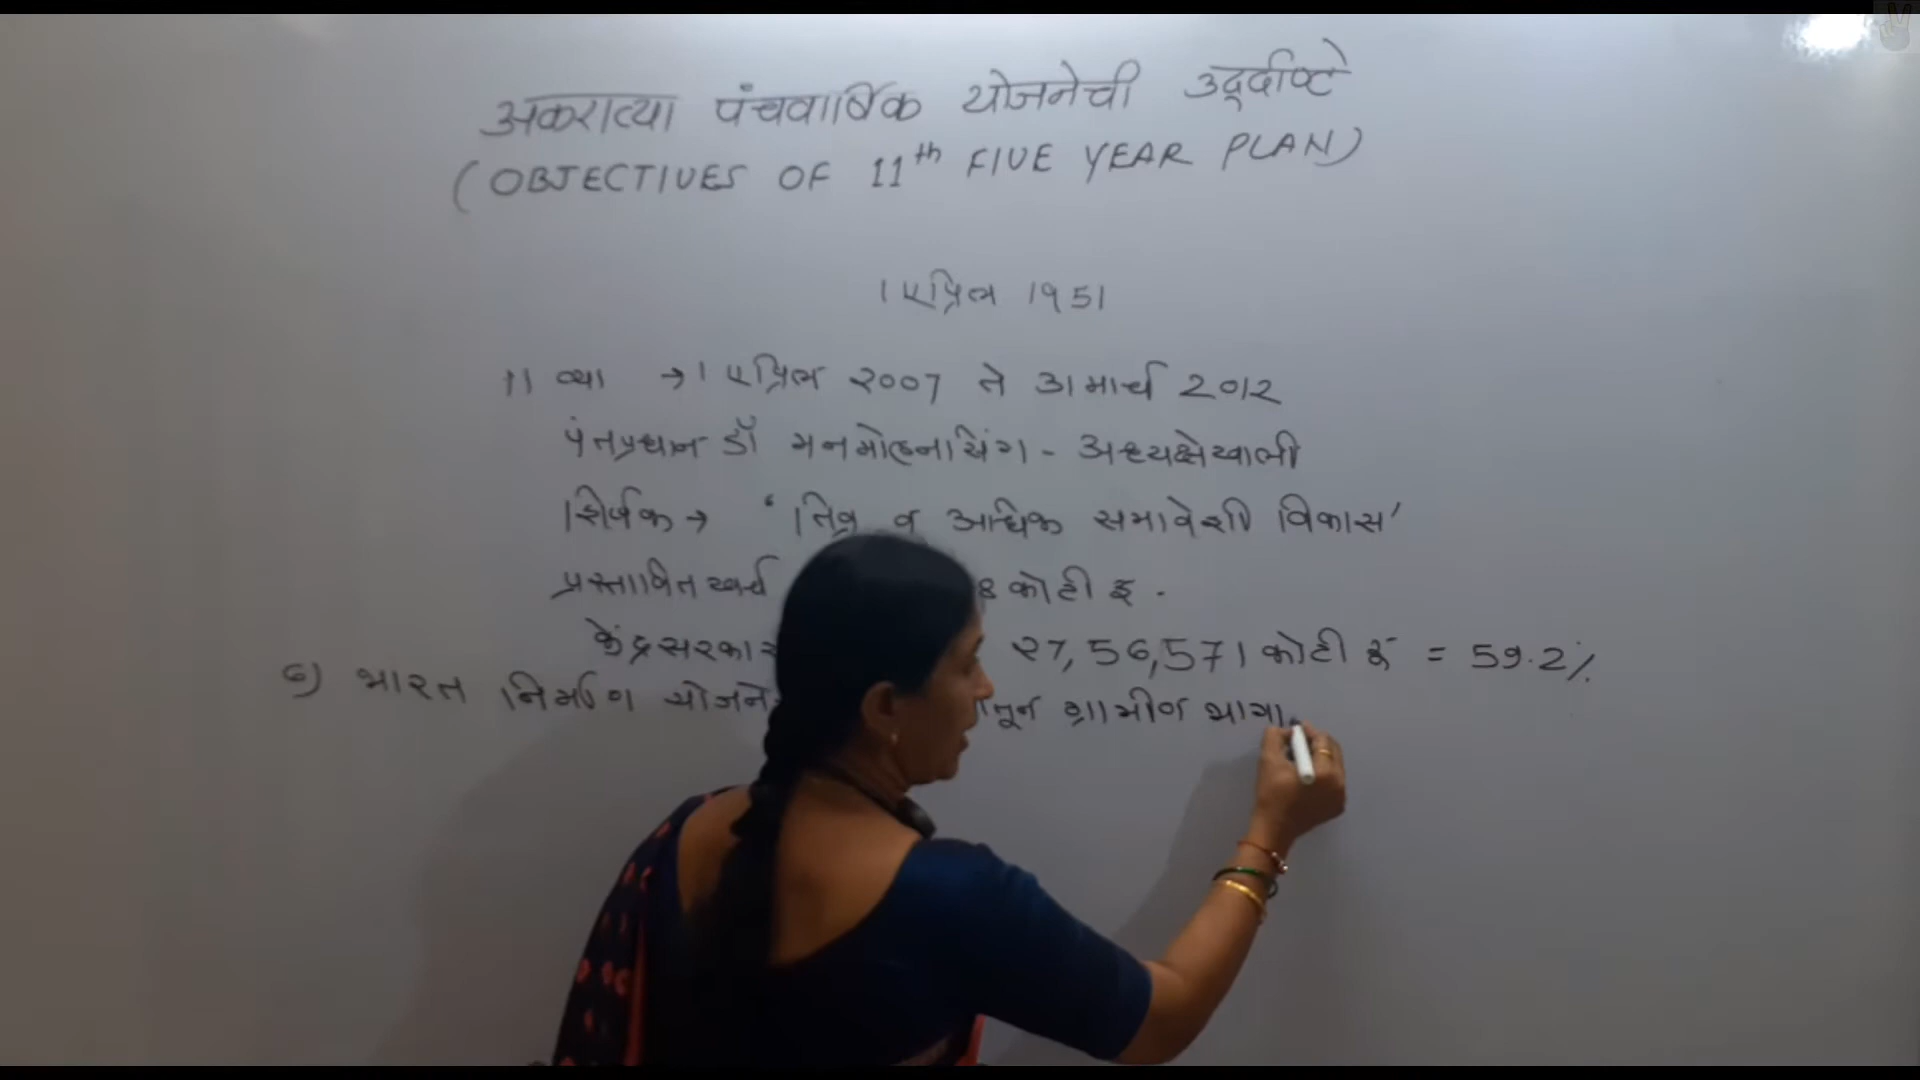 अकराव्या पंचवार्षिक योजनेची उद्दीष्टे
(OBJECTIVES OF 11th FIVE YEAR PLAN)
1 एप्रिल 1951
11 व्या → 1 एप्रिल 2007 ते 31 मार्च 2012
पंतप्रधान डॉ मनमोहनसिंग - अध्यक्षेखाली
शिर्षक → ' तिव्र व अधिक समावेशी विकास '
प्रस्तावित खर्च 8 कोटी रु .
केंद्रसरकार 27,56,571 कोटी रु = 59.2%
७) भारत निर्माण योजने ग्रामीण भागा